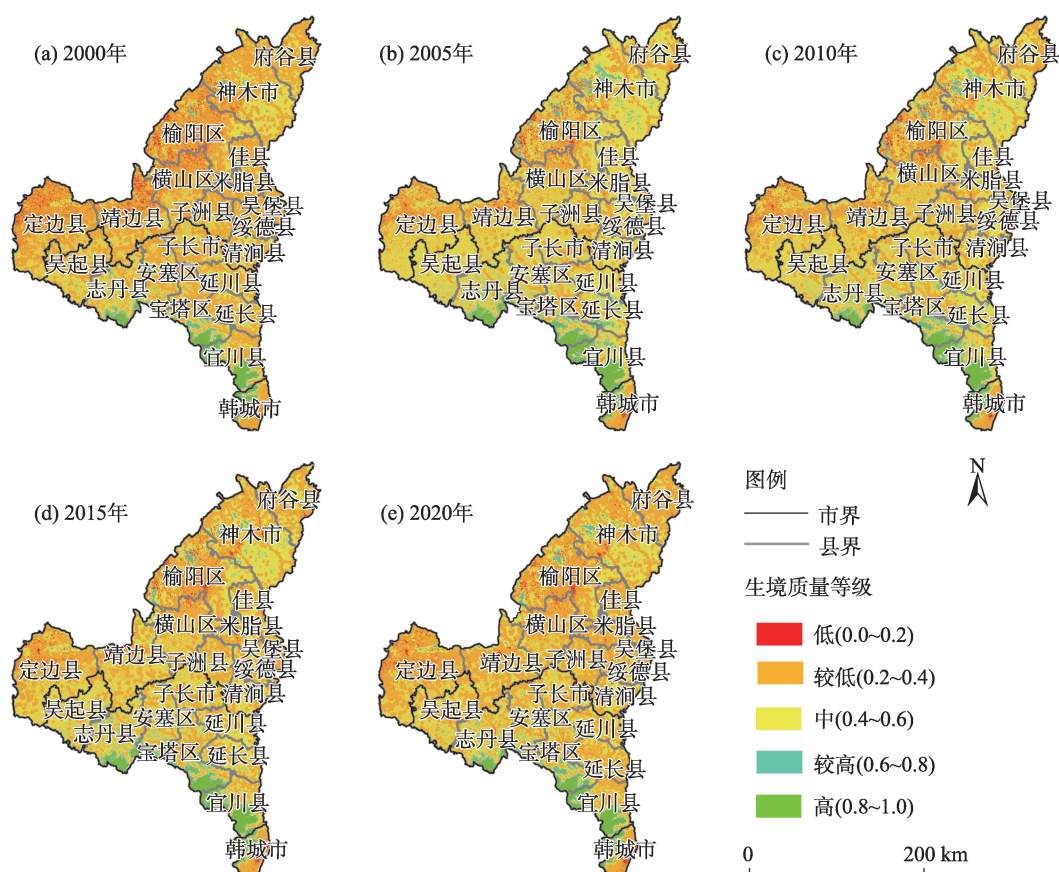 (a) 2000年
府谷县
神木市
榆阳区
佳县
横山区
米脂县
吴堡县
定边县
靖边县
子洲县
绥德县
子长市
清涧县
吴起县
安塞区
志丹县
延川县
宝塔区
延长县
宜川县
韩城市
(b) 2005年
府谷县
神木市
榆阳区
佳县
横山区
米脂县
吴堡县
定边县
靖边县
子洲县
绥德县
子长市
清涧县
吴起县
安塞区
志丹县
延川县
宝塔区
延长县
宜川县
韩城市
(c) 2010年
府谷县
神木市
榆阳区
佳县
横山区
米脂县
吴堡县
定边县
靖边县
子洲县
绥德县
子长市
清涧县
吴起县
安塞区
志丹县
延川县
宝塔区
延长县
宜川县
韩城市
(d) 2015年
府谷县
神木市
榆阳区
佳县
横山区
米脂县
吴堡县
定边县
靖边县
子洲县
绥德县
子长市
清涧县
吴起县
安塞区
志丹县
延川县
宝塔区
延长县
宜川县
韩城市
(e) 2020年
府谷县
神木市
榆阳区
佳县
横山区
米脂县
吴堡县
定边县
靖边县
子洲县
绥德县
子长市
清涧县
吴起县
安塞区
志丹县
延川县
宝塔区
延长县
宜川县
韩城市
N
图例
市界
县界
生境质量等级
低(0.0~0.2)
较低(0.2~0.4)
中(0.4~0.6)
较高(0.6~0.8)
高(0.8~1.0)
0 200 km